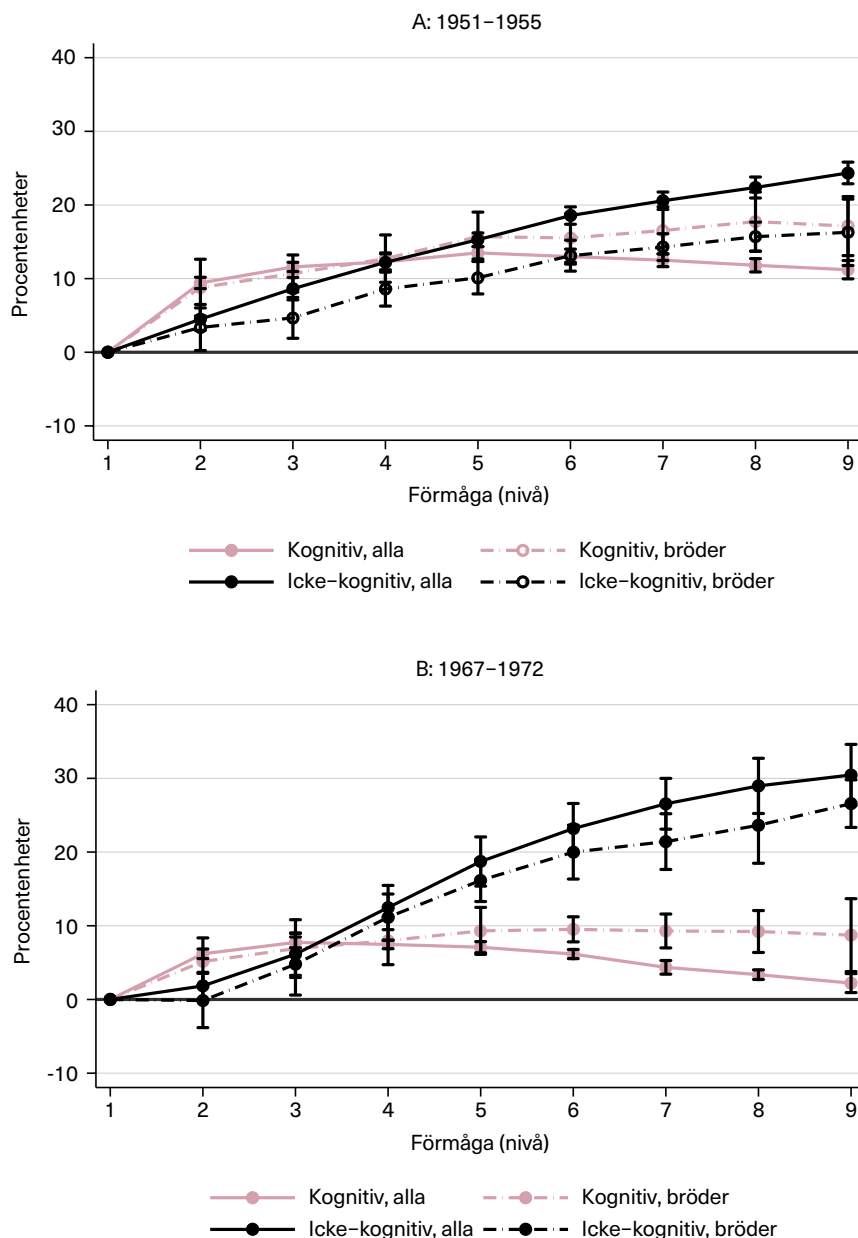 A: 1951–1955
40
30
20
10
0
-10
Procentenheter
1 2 3 4 5 6 7 8 9
Förmåga (nivå)
Kognitiv, alla Kognitiv, bröder
Icke–kognitiv, alla Icke–kognitiv, bröder
B: 1967–1972
40
30
20
10
0
-10
Procentenheter
1 2 3 4 5 6 7 8 9
Förmåga (nivå)
Kognitiv, alla Kognitiv, bröder
Icke–kognitiv, alla Icke–kognitiv, bröder